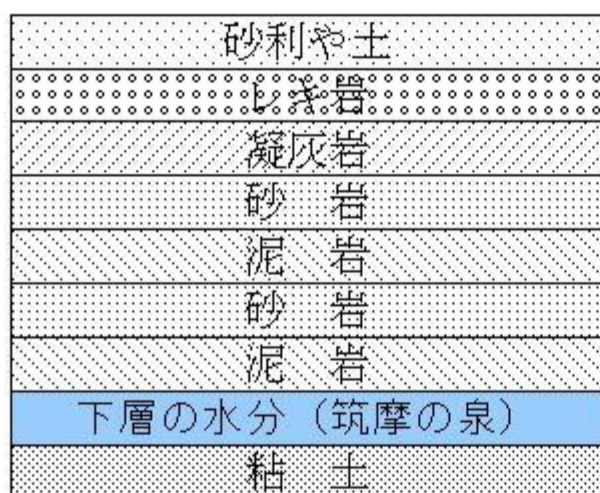 砂利や土
レキ岩
凝灰岩
砂　岩
泥　岩
砂　岩
泥　岩
下層の水分（筑摩の泉）
粘　土